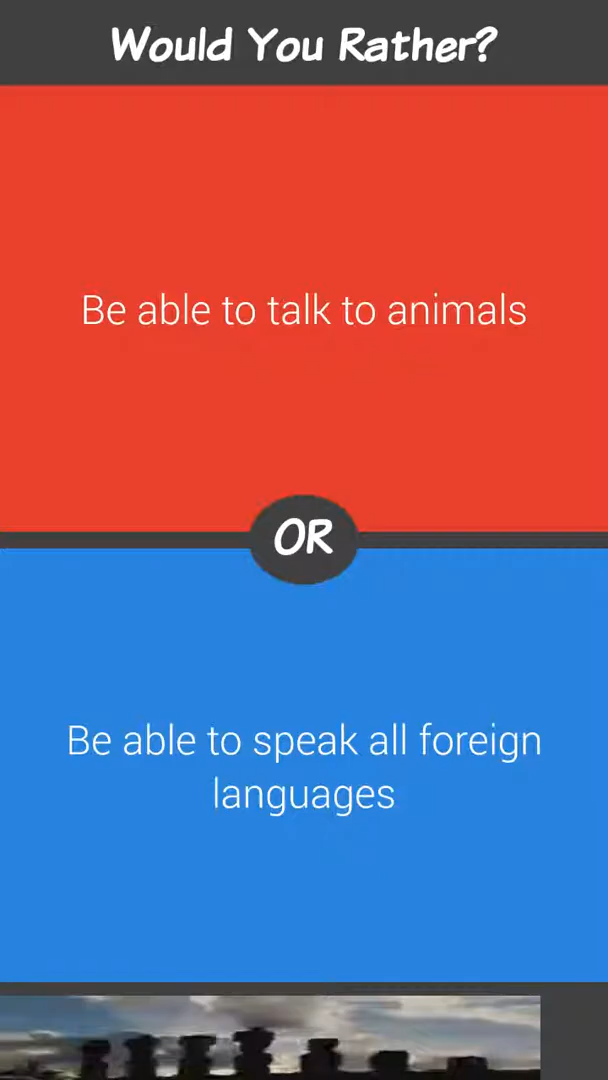 Would You Rather?
Be able to talk to animals
OR
Be able to speak all foreign
languages